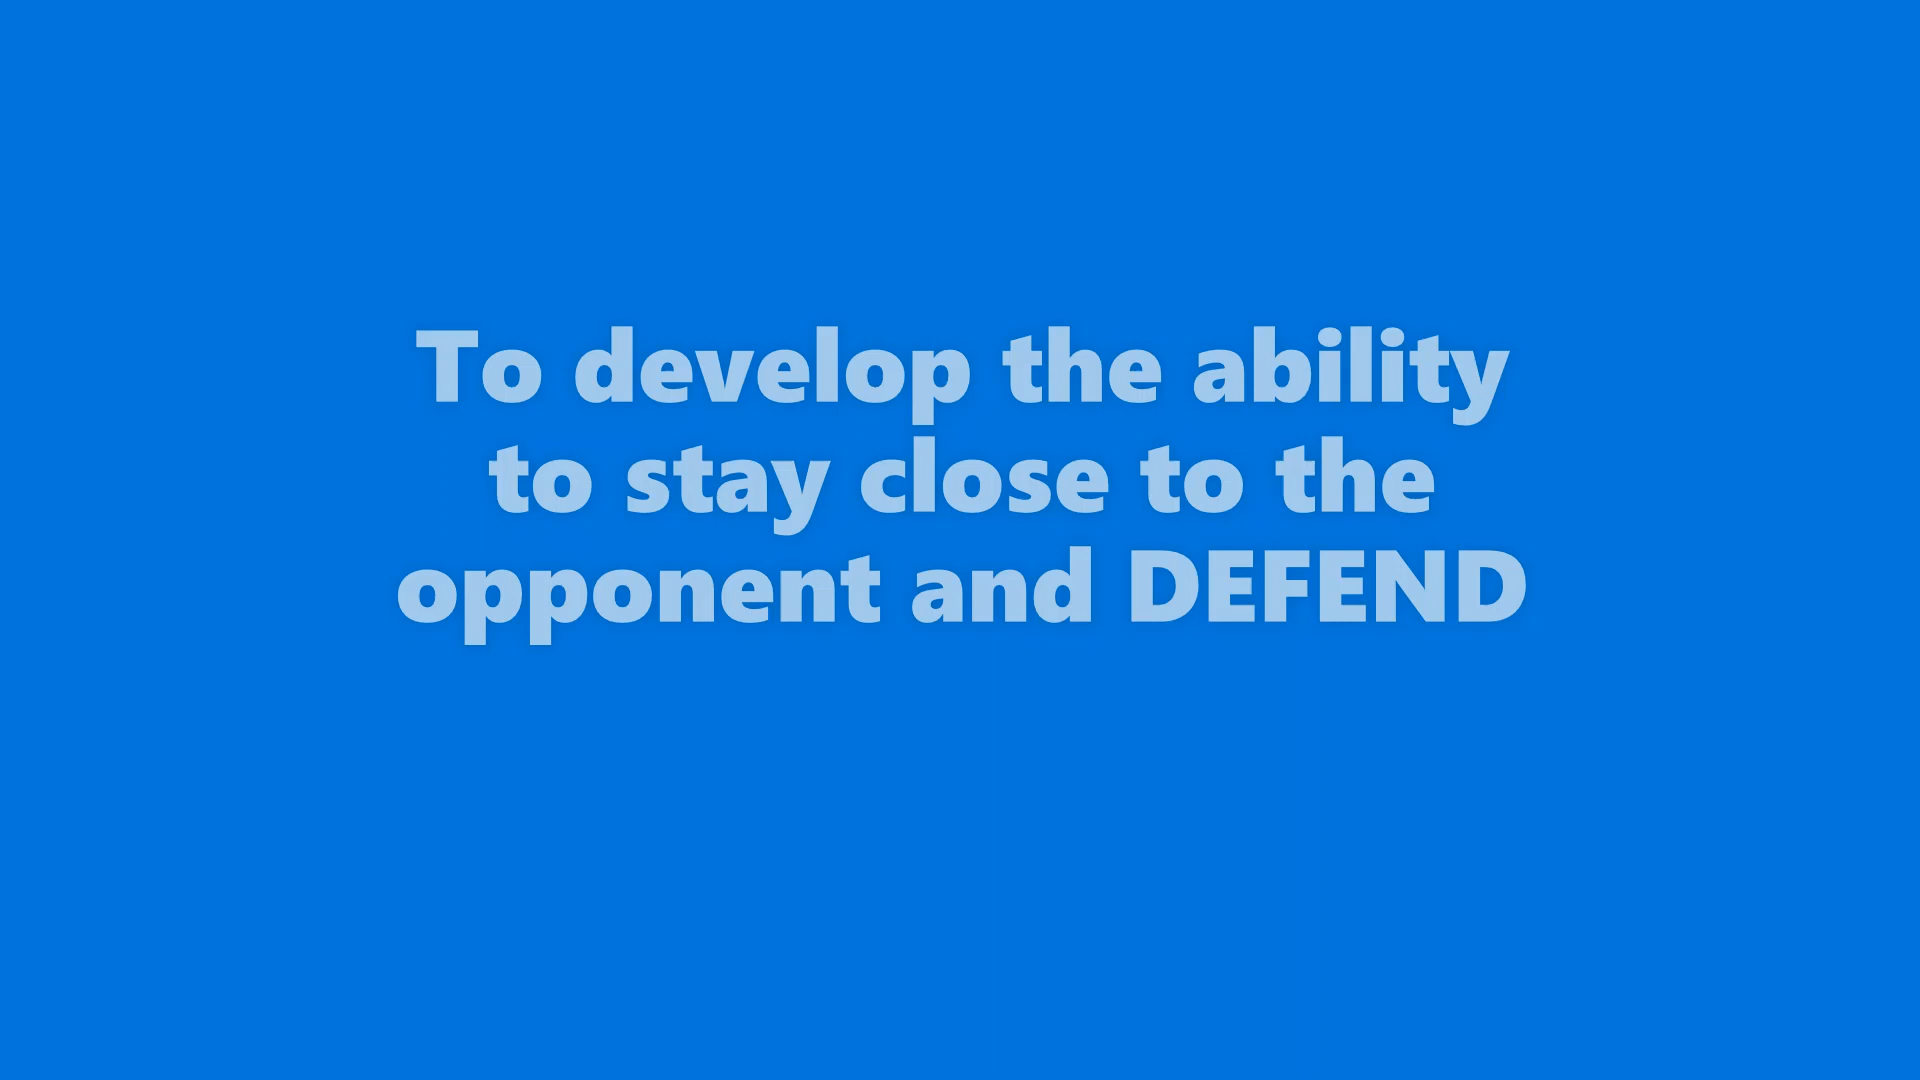 To develop the ability
to stay close to the
opponent and DEFEND